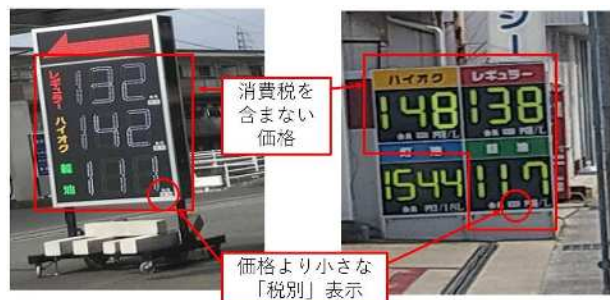 レギュラー 132
ハイオク 142
軽油 111
消費税を
含まない
価格
シ
ハイオク レギュラー
148 138
灯油 軽油
1544 117
価格より小さな
「税別」表示